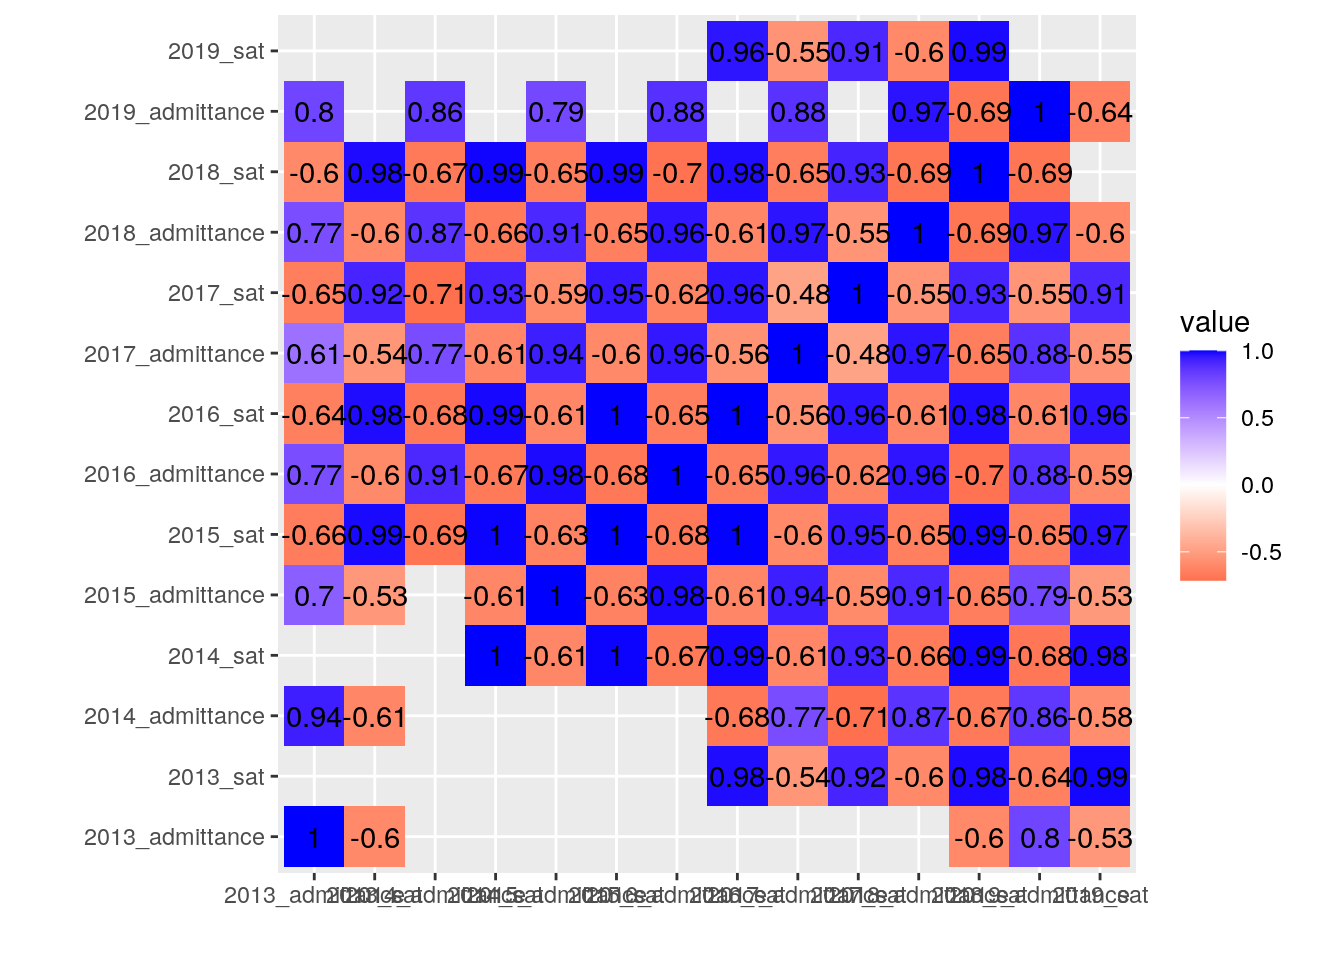 2019_sat 0.96 -0.55 0.91 -0.6 0.99
2019_admittance 0.8 0.86 0.79 0.88 0.88 0.97 -0.69 1 -0.64
2018_sat -0.6 0.98 -0.67 0.99 -0.65 0.99 -0.7 0.98 -0.65 0.93 -0.69 1 -0.69
2018_admittance 0.77 -0.6 0.87 -0.66 0.91 -0.65 0.96 -0.61 0.97 -0.55 1 -0.69 0.97 -0.6
2017_sat -0.65 0.92 -0.71 0.93 -0.59 0.95 -0.62 0.96 -0.48 1 -0.55 0.93 -0.55 0.91
2017_admittance 0.61 -0.54 0.77 -0.61 0.94 -0.6 0.96 -0.56 1 -0.48 0.97 -0.65 0.88 -0.55
2016_sat -0.64 0.98 -0.68 0.99 -0.61 1 -0.65 1 -0.56 0.96 -0.61 0.98 -0.61 0.96
2016_admittance 0.77 -0.6 0.91 -0.67 0.98 -0.68 1 -0.65 0.96 -0.62 0.96 -0.7 0.88 -0.59
2015_sat -0.66 0.99 -0.69 1 -0.63 1 -0.68 1 -0.6 0.95 -0.65 0.99 -0.65 0.97
2015_admittance 0.7 -0.53 -0.61 1 -0.63 0.98 -0.61 0.94 -0.59 0.91 -0.65 0.79 -0.53
2014_sat 1 -0.61 1 -0.67 0.99 -0.61 0.93 -0.66 0.99 -0.68 0.98
2014_admittance 0.94 -0.61 -0.68 0.77 -0.71 0.87 -0.67 0.86 -0.58
2013_sat 0.98 -0.54 0.92 -0.6 0.98 -0.64 0.99
2013_admittance 1 -0.6 -0.6 0.8 -0.53
value
1.0
0.5
0.0
-0.5